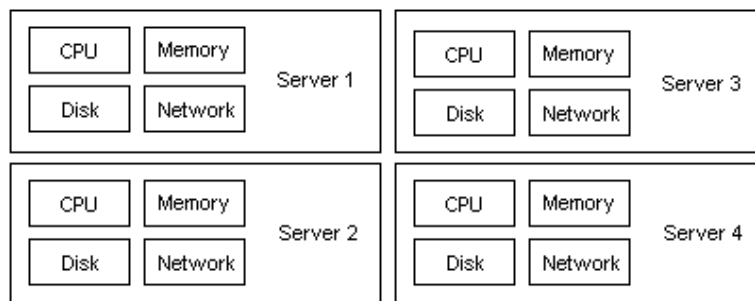 CPU Memory
Server 1
Disk Network
CPU Memory
Server 3
Disk Network
CPU Memory
Server 2
Disk Network
CPU Memory
Server 4
Disk Network